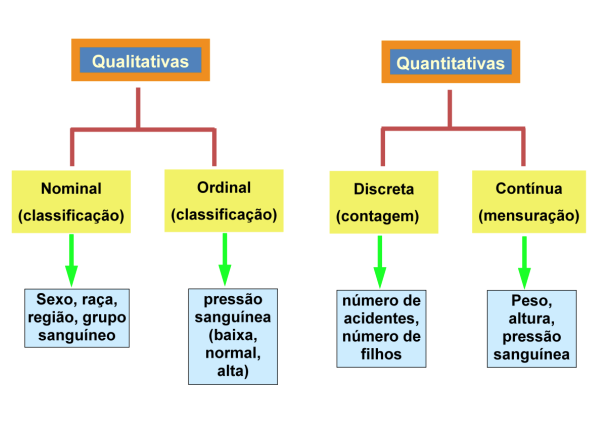 Qualitativas
Quantitativas
Nominal
(classificação)
Ordinal
(classificação)
Discreta
(contagem)
Contínua
(mensuração)
Sexo, raça,
região, grupo
sanguíneo
pressão
sanguínea
(baixa,
normal,
alta)
número de
acidentes,
número de
filhos
Peso,
altura,
pressão
sanguínea